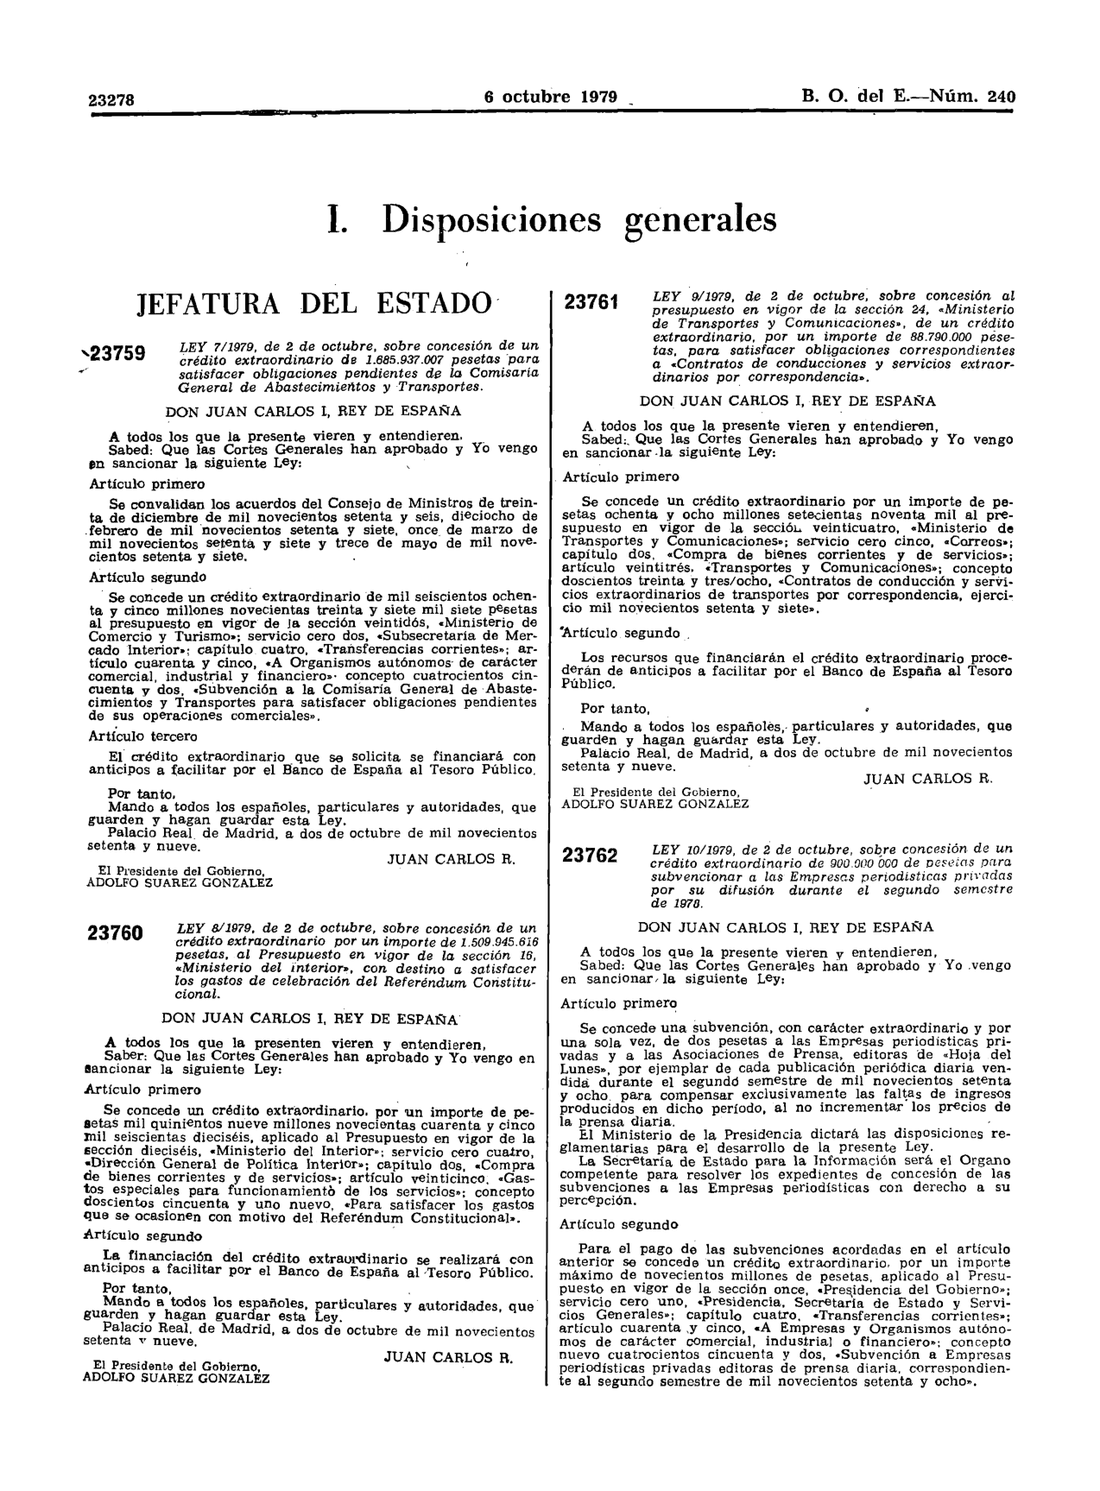 23278
6 octubre 1979
B. O. del E.—Núm. 240
I. Disposiciones generales
JEFATURA DEL ESTADO
23759
LEY 7/1979, de 2 de octubre, sobre concesión de un
crédito extraordinario de 1.685.937.007 pesetas para
satisfacer obligaciones pendientes de la Comisaría
General de Abastecimientos y Transportes.
DON JUAN CARLOS I, REY DE ESPAÑA
A todos los que la presente vieren y entendieren,
Sabed: Que las Cortes Generales han aprobado y Yo vengo
en sancionar la siguiente Ley:
Artículo primero
Se convalidan los acuerdos del Consejo de Ministros de trein-
ta de diciembre de mil novecientos setenta y seis, dieciocho de
febrero de mil novecientos setenta y siete, once de marzo de
mil novecientos setenta y siete y trece de mayo de mil nove-
cientos setenta y siete.
Artículo segundo
Se concede un crédito extraordinario de mil seiscientos ochen-
ta y cinco millones novecientas treinta y siete mil siete pesetas
al presupuesto en vigor de la sección veintidós, «Ministerio de
Comercio y Turismo»; servicio cero dos, «Subsecretaría de Mer-
cado Interior»; capítulo cuatro, «Transferencias corrientes»; ar-
tículo cuarenta y cinco, «A Organismos autónomos de carácter
comercial, industrial y financiero»; concepto cuatrocientos cin-
cuenta y dos, «Subvención a la Comisaría General de Abaste-
cimientos y Transportes para satisfacer obligaciones pendientes
de sus operaciones comerciales».
Artículo tercero
El crédito extraordinario que se solicita se financiará con
anticipos a facilitar por el Banco de España al Tesoro Público.
Por tanto,
Mando a todos los españoles, particulares y autoridades, que
guarden y hagan guardar esta Ley.
Palacio Real, de Madrid, a dos de octubre de mil novecientos
setenta y nueve.
JUAN CARLOS R.
El Presidente del Gobierno,
ADOLFO SUAREZ GONZALEZ
23760
LEY 8/1979, de 2 de octubre, sobre concesión de un
crédito extraordinario por un importe de 1.509.945.616
pesetas, al Presupuesto en vigor de la sección 16,
«Ministerio del interior», con destino a satisfacer
los gastos de celebración del Referéndum Constitu-
cional.
DON JUAN CARLOS I, REY DE ESPAÑA
A todos los que la presenten vieren y entendieren,
Saber: Que las Cortes Generales han aprobado y Yo vengo en
sancionar la siguiente Ley:
Artículo primero
Se concede un crédito extraordinario, por un importe de pe-
setas mil quinientos nueve millones novecientas cuarenta y cinco
mil seiscientas dieciséis, aplicado al Presupuesto en vigor de la
sección dieciséis, «Ministerio del Interior»; servicio cero cuatro,
«Dirección General de Política Interior»; capítulo dos, «Compra
de bienes corrientes y de servicios»; artículo veinticinco, «Gas-
tos especiales para funcionamiento de los servicios»; concepto
doscientos cincuenta y uno nuevo, «Para satisfacer los gastos
que se ocasionen con motivo del Referéndum Constitucional».
Artículo segundo
La financiación del crédito extraordinario se realizará con
anticipos a facilitar por el Banco de España al Tesoro Público.
Por tanto,
Mando a todos los españoles, particulares y autoridades, que
guarden y hagan guardar esta Ley.
Palacio Real, de Madrid, a dos de octubre de mil novecientos
setenta y nueve.
JUAN CARLOS R.
El Presidente del Gobierno,
ADOLFO SUAREZ GONZALEZ
23761
LEY 9/1979, de 2 de octubre, sobre concesión al
presupuesto en vigor de la sección 24, «Ministerio
de Transportes y Comunicaciones», de un crédito
extraordinario, por un importe de 88.790.000 pese-
tas, para satisfacer obligaciones correspondientes
a «Contratos de conducciones y servicios extraor-
dinarios por correspondencia».
DON JUAN CARLOS I, REY DE ESPAÑA
A todos los que la presente vieren y entendieren,
Sabed: Que las Cortes Generales han aprobado y Yo vengo
en sancionar la siguiente Ley:
Artículo primero
Se concede un crédito extraordinario por un importe de pe-
setas ochenta y ocho millones setecientas noventa mil al pre-
supuesto en vigor de la sección veinticuatro, «Ministerio de
Transportes y Comunicaciones»; servicio cero cinco, «Correos»;
capítulo dos, «Compra de bienes corrientes y de servicios»;
artículo veintitrés, «Transportes y Comunicaciones»; concepto
doscientos treinta y tres/ocho, «Contratos de conducción y servi-
cios extraordinarios de transportes por correspondencia, ejerci-
cio mil novecientos setenta y siete».
Artículo segundo
Los recursos que financiarán el crédito extraordinario proce-
derán de anticipos a facilitar por el Banco de España al Tesoro
Público.
Por tanto,
Mando a todos los españoles, particulares y autoridades, que
guarden y hagan guardar esta Ley.
Palacio Real, de Madrid, a dos de octubre de mil novecientos
setenta y nueve.
JUAN CARLOS R.
El Presidente del Gobierno,
ADOLFO SUAREZ GONZALEZ
23762
LEY 10/1979, de 2 de octubre, sobre concesión de un
crédito extraordinario de 900.000 000 de pesetas para
subvencionar a las Empresas periodísticas privadas
por su difusión durante el segundo semestre
de 1978.
DON JUAN CARLOS I, REY DE ESPAÑA
A todos los que la presente vieren y entendieren,
Sabed: Que las Cortes Generales han aprobado y Yo vengo
en sancionar la siguiente Ley:
Artículo primero
Se concede una subvención, con carácter extraordinario y por
una sola vez, de dos pesetas a las Empresas periodísticas pri-
vadas y a las Asociaciones de Prensa, editoras de «Hoja del
Lunes», por ejemplar de cada publicación periódica diaria ven-
dida durante el segundo semestre de mil novecientos setenta
y ocho para compensar exclusivamente las faltas de ingresos
producidos en dicho período, al no incrementar los precios de
la prensa diaria.
El Ministerio de la Presidencia dictará las disposiciones re-
glamentarias para el desarrollo de la presente Ley.
La Secretaría de Estado para la Información será el Organo
competente para resolver los expedientes de concesión de las
subvenciones a las Empresas periodísticas con derecho a su
percepción.
Artículo segundo
Para el pago de las subvenciones acordadas en el artículo
anterior se concede un crédito extraordinario, por un importe
máximo de novecientos millones de pesetas, aplicado al Presu-
puesto en vigor de la sección once, «Presidencia del Gobierno»;
servicio cero uno, «Presidencia, Secretaría de Estado y Servi-
cios Generales»; capítulo cuatro, «Transferencias corrientes»;
artículo cuarenta y cinco, «A Empresas y Organismos autóno-
mos de carácter comercial, industrial o financiero»; concepto
nuevo cuatrocientos cincuenta y dos, «Subvención a Empresas
periodísticas privadas editoras de prensa diaria, correspondien-
te al segundo semestre de mil novecientos setenta y ocho».